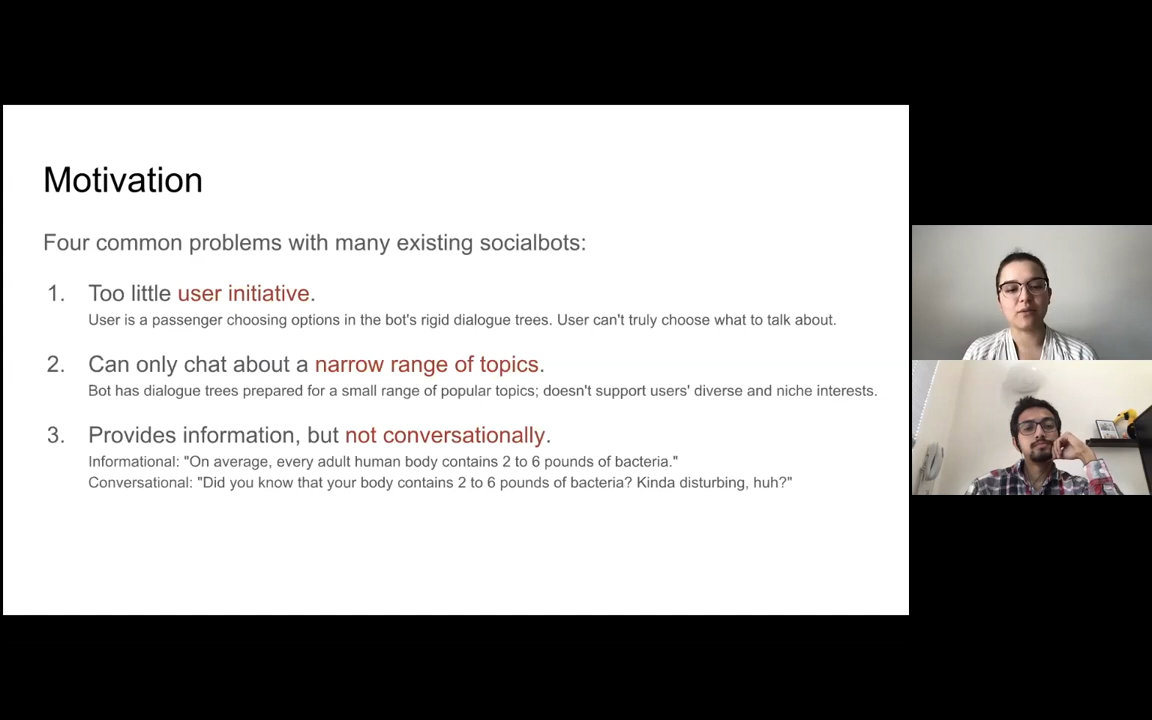 Motivation
Four common problems with many existing socialbots:
1. Too little user initiative.
User is a passenger choosing options in the bot's rigid dialogue trees. User can't truly choose what to talk about.
2. Can only chat about a narrow range of topics.
Bot has dialogue trees prepared for a small range of popular topics; doesn't support users' diverse and niche interests.
3. Provides information, but not conversationally.
Informational: "On average, every adult human body contains 2 to 6 pounds of bacteria."
Conversational: "Did you know that your body contains 2 to 6 pounds of bacteria? Kinda disturbing, huh?"